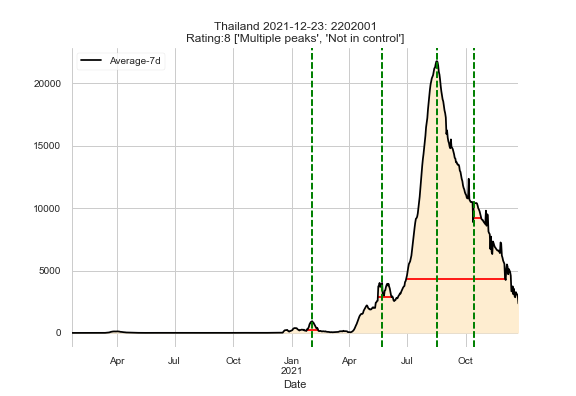 Thailand 2021-12-23: 2202001
Rating:8 ['Multiple peaks', 'Not in control']
Average-7d
20000
15000
10000
5000
0
Apr
Jul
Oct
Jan
2021
Apr
Jul
Oct
Date